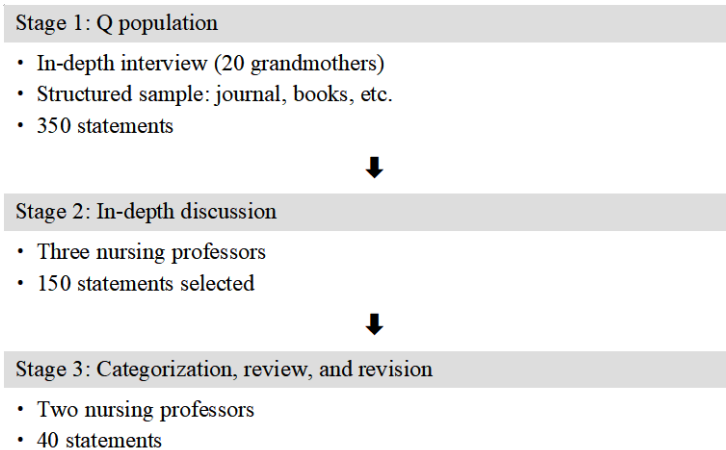 Stage 1: Q population
• In-depth interview (20 grandmothers)
• Structured sample: journal, books, etc.
• 350 statements
Stage 2: In-depth discussion
• Three nursing professors
• 150 statements selected
Stage 3: Categorization, review, and revision
• Two nursing professors
• 40 statements